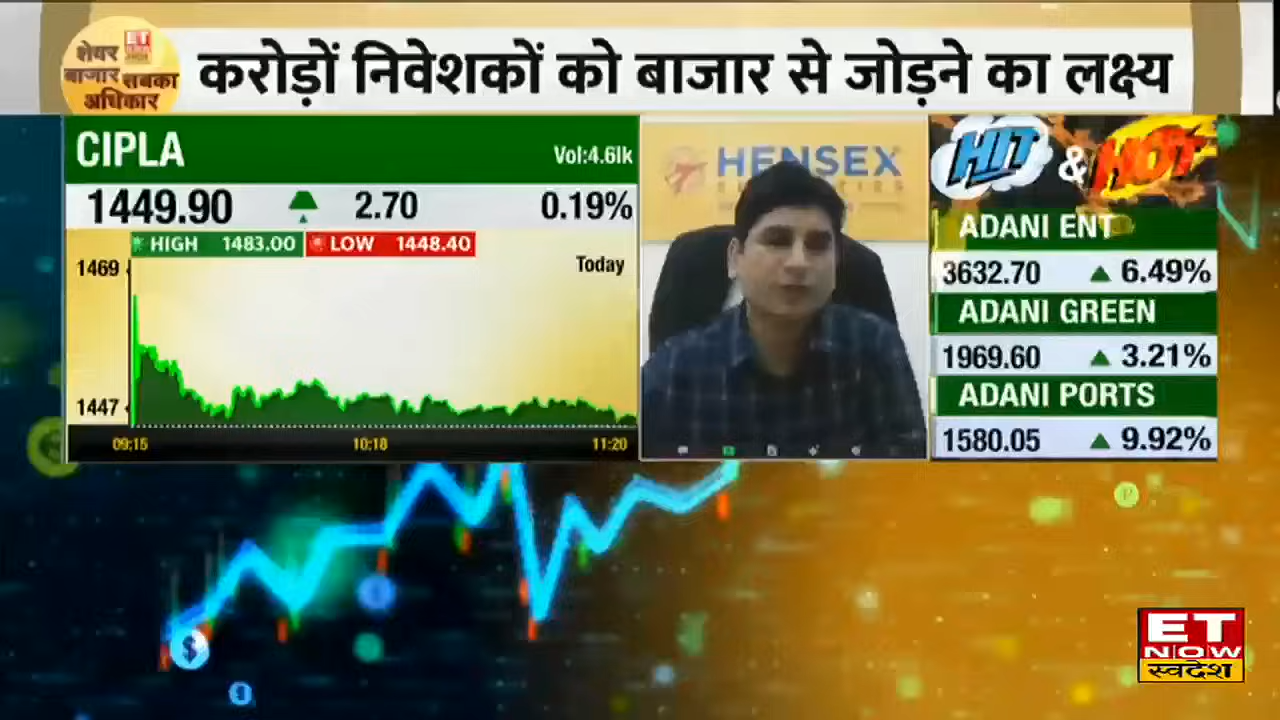 शेयर
बाजार सबका
अधिकार
करोड़ों निवेशकों को बाजार से जोड़ने का लक्ष्य
CIPLA
Vol:4.6lk
1449.90 2.70 0.19%
HIGH 1483.00 LOW 1448.40
1469
Today
1447
09:15 10:18 11:20
HENSEX
HIT & HOT
ADANI ENT
3632.70 6.49%
ADANI GREEN
1969.60 3.21%
ADANI PORTS
1580.05 9.92%
ET
NOW
स्वदेश